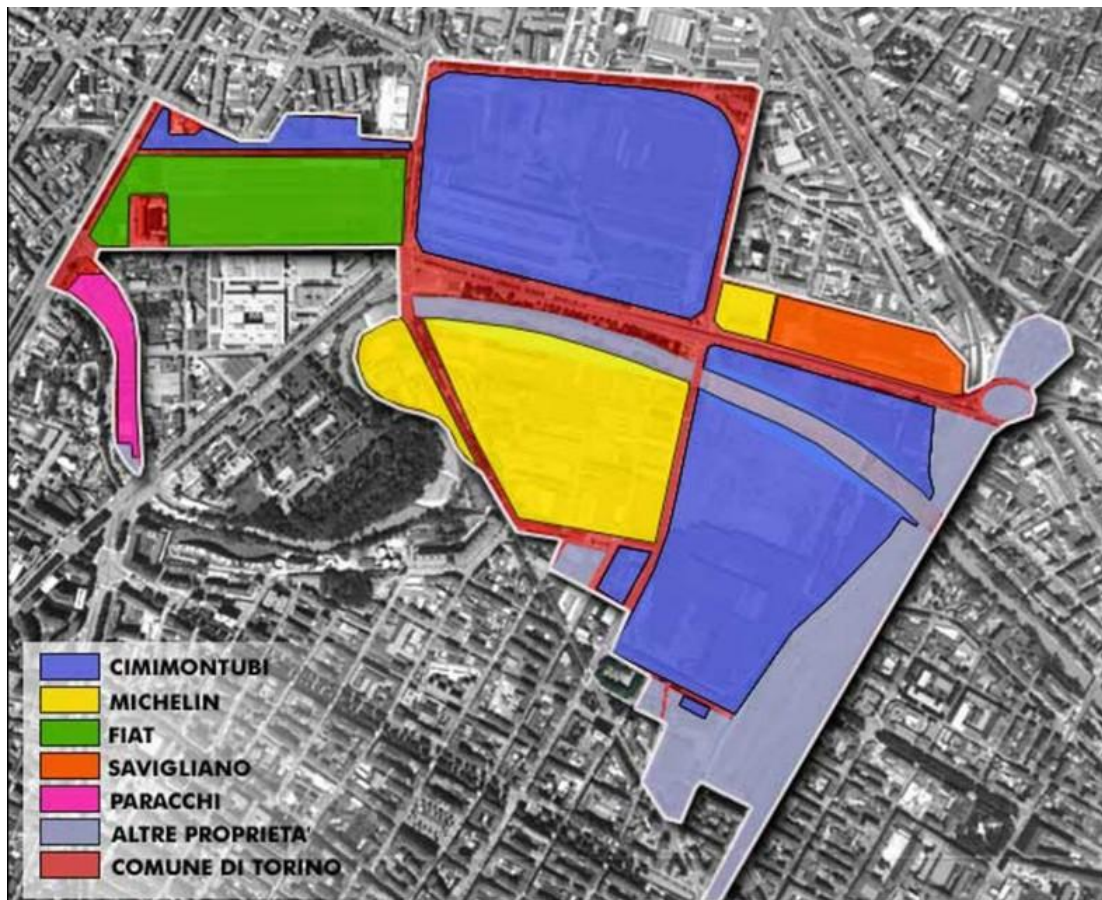 CIMIMONTUBI
MICHELIN
FIAT
SAVIGLIANO
PARACCHI
ALTRE PROPRIETA'
COMUNE DI TORINO